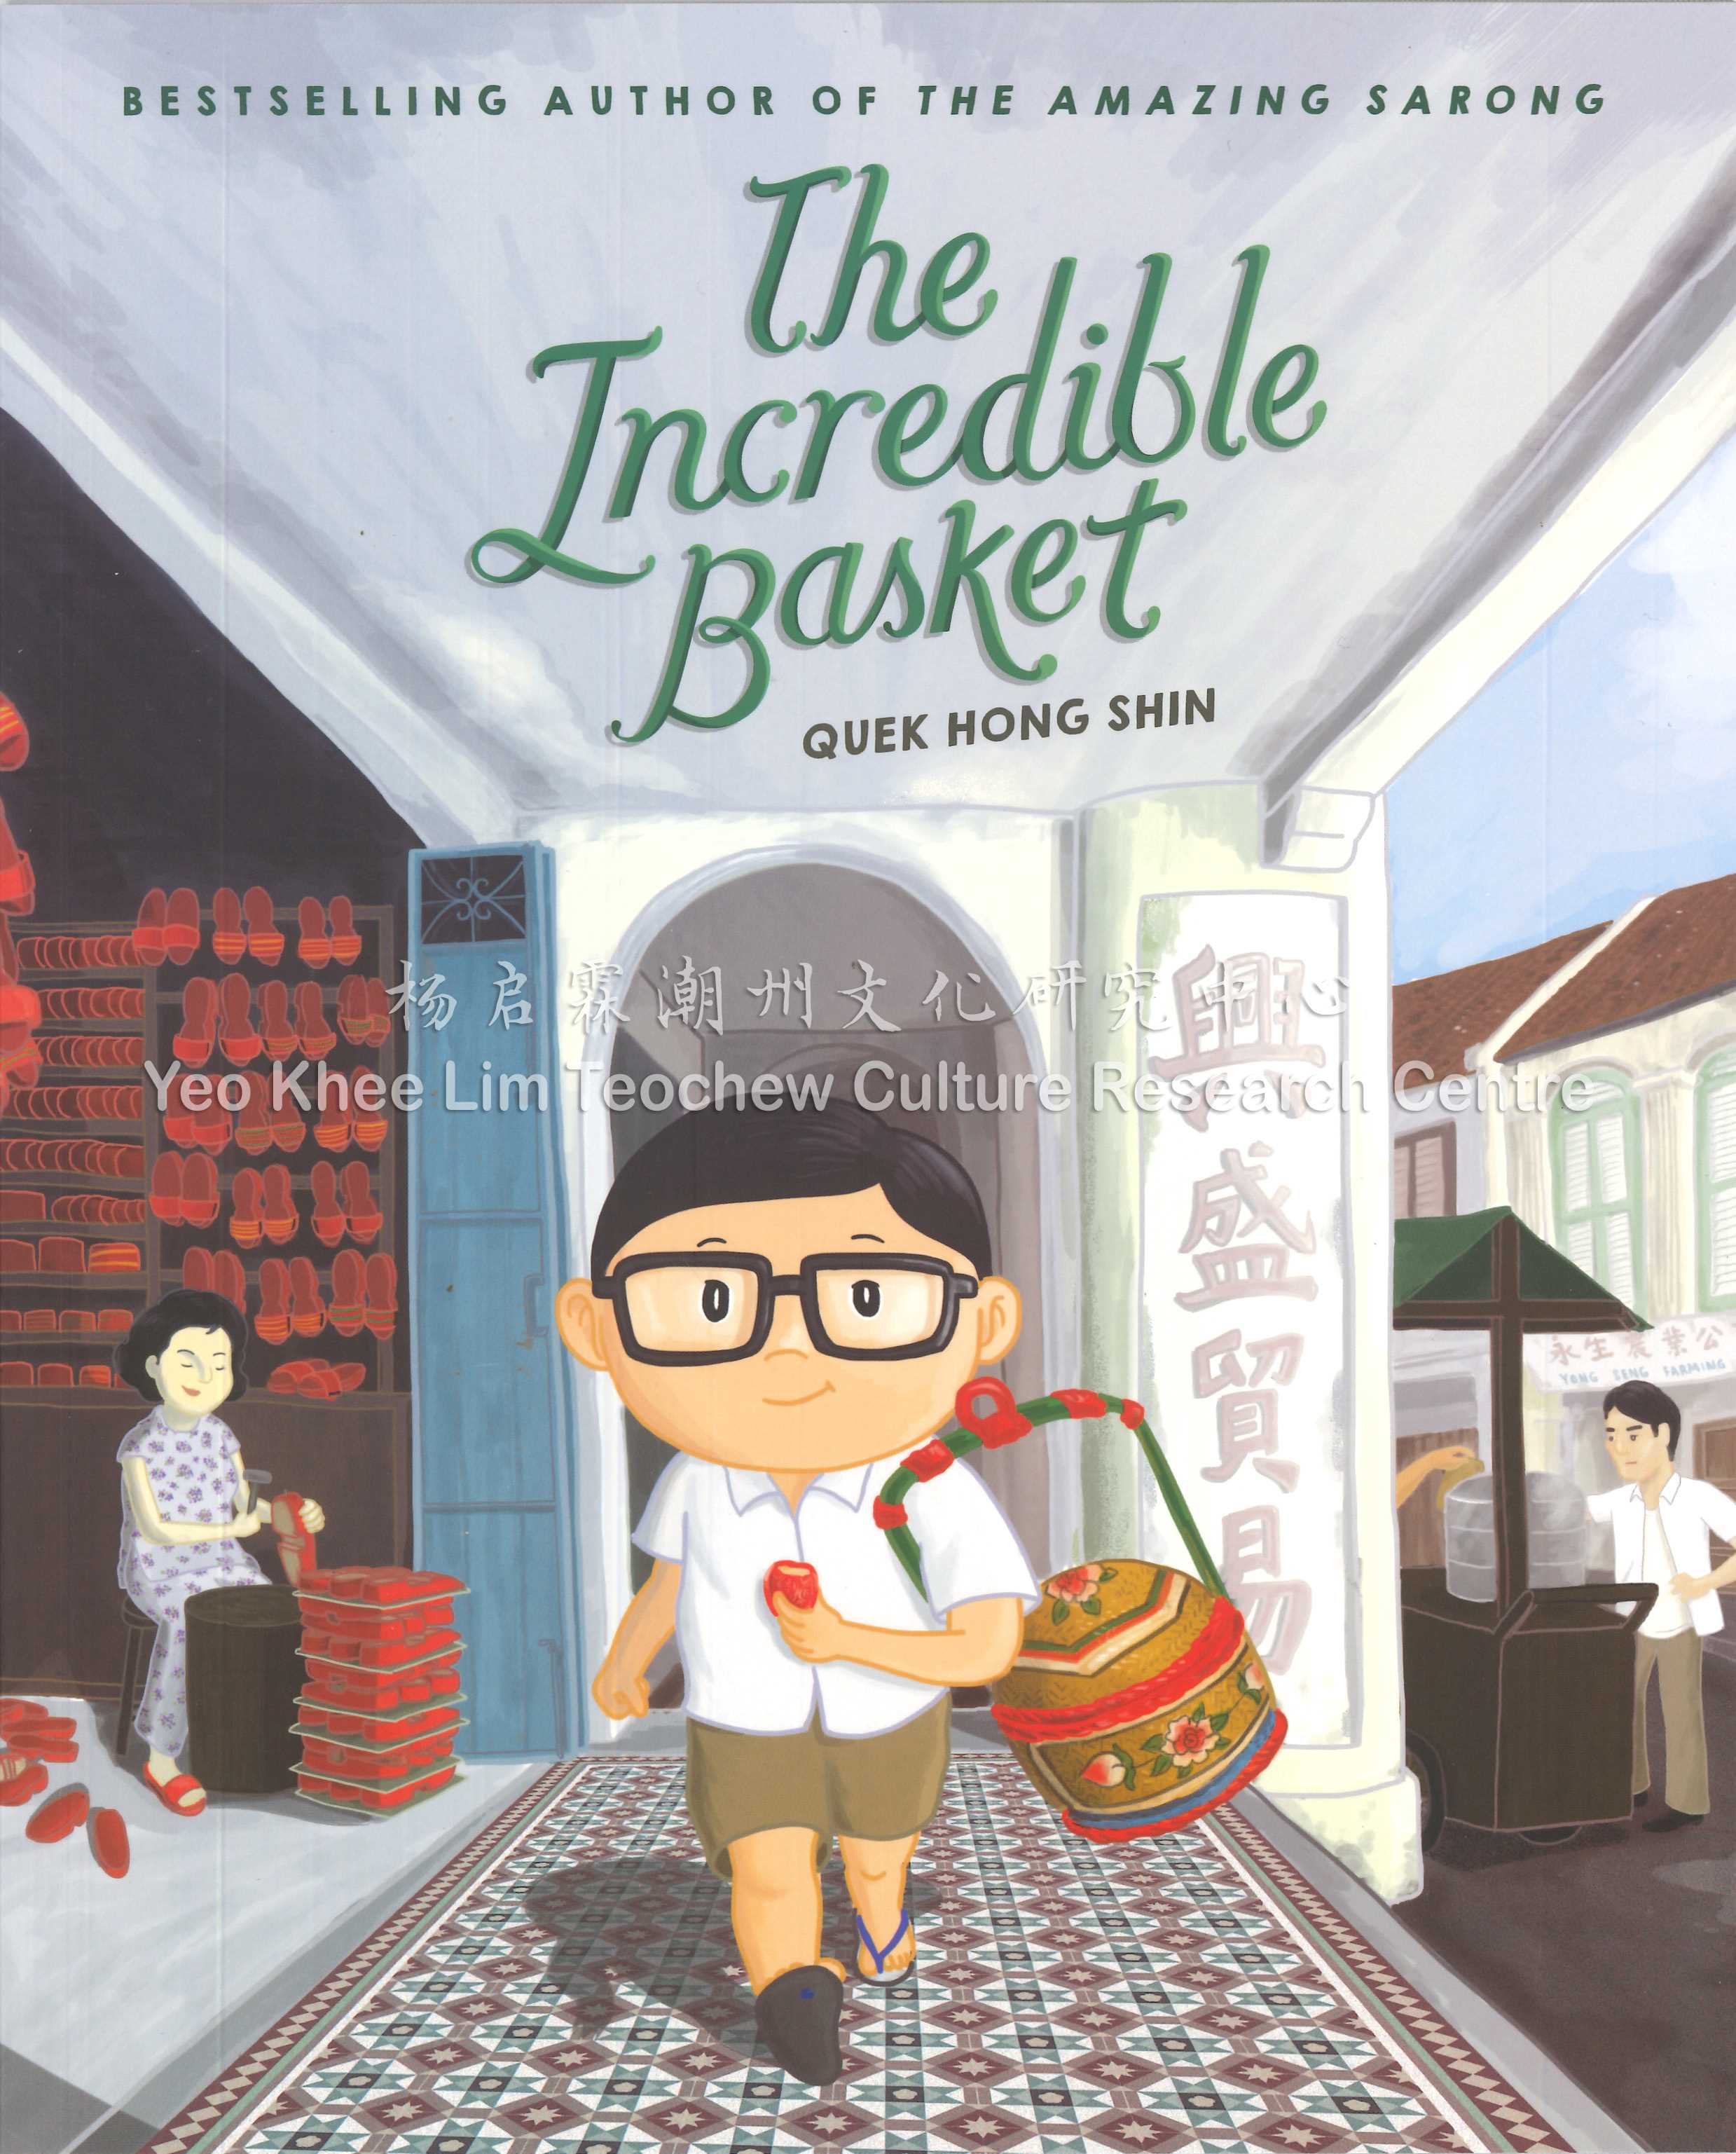 BESTSELLING AUTHOR OF THE AMAZING SARONG
The
Incredible
Basket
QUEK HONG SHIN
杨启霖潮州文化研究中心
Yeo Khee Lim Teochew Culture Research Centre
興盛貿易
永生農業公
YONG SENG FARMING